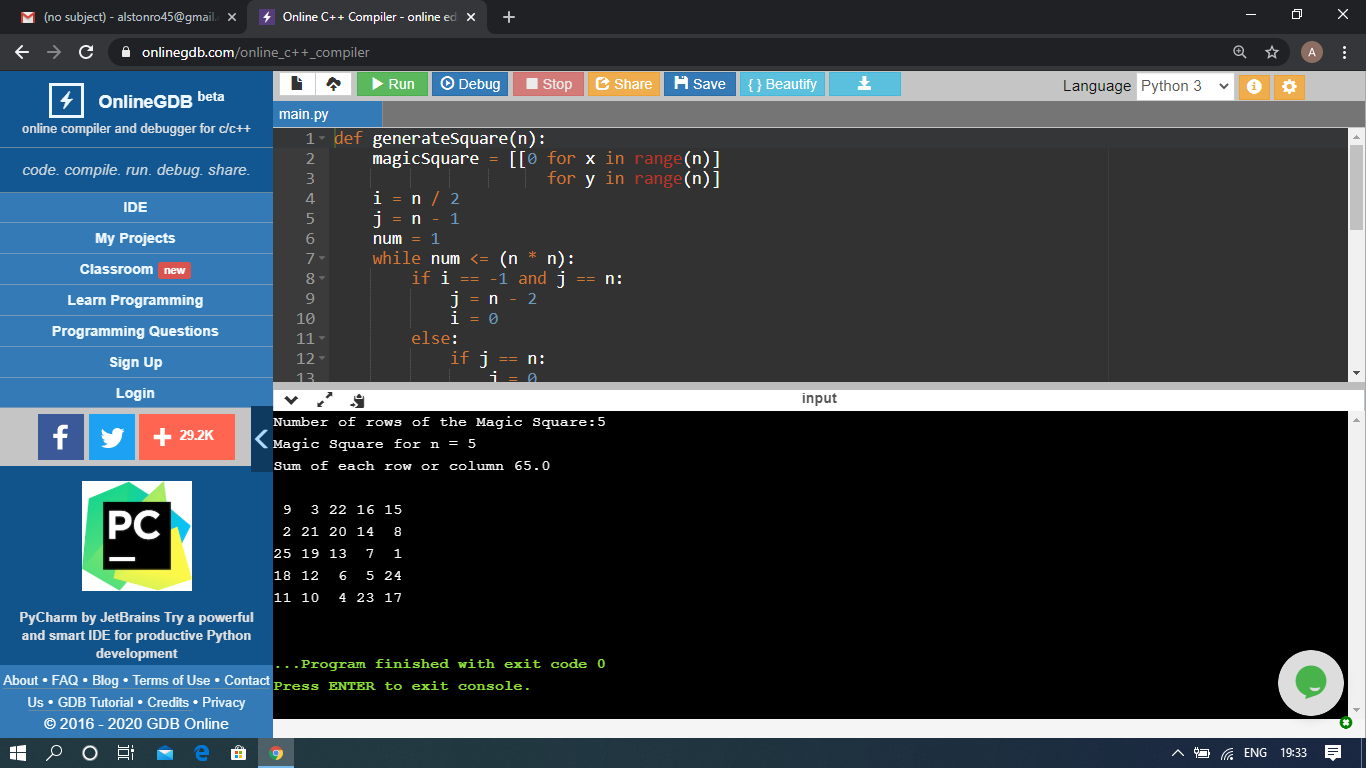 (no subject) - alstonro45@gmail.
Online C++ Compiler - online ed
onlinegdb.com/online_c++_compiler
A
OnlineGDB beta
online compiler and debugger for c/c++
code. compile. run. debug. share.
IDE
My Projects
Classroom new
Learn Programming
Programming Questions
Sign Up
Login
29.2K
PC
PyCharm by JetBrains Try a powerful
and smart IDE for productive Python
development
About • FAQ • Blog • Terms of Use • Contact
Us • GDB Tutorial • Credits • Privacy
© 2016 - 2020 GDB Online
Run Debug Stop Share Save { } Beautify
Language Python 3
main.py
1 def generateSquare(n):
2 magicSquare = [[0 for x in range(n)]
3 for y in range(n)]
4 i = n / 2
5 j = n - 1
6 num = 1
7 while num <= (n * n):
8 if i == -1 and j == n:
9 j = n - 2
10 i = 0
11 else:
12 if j == n:
13 j = 0
input
Number of rows of the Magic Square:5
Magic Square for n = 5
Sum of each row or column 65.0
9 3 22 16 15
2 21 20 14 8
25 19 13 7 1
18 12 6 5 24
11 10 4 23 17
...Program finished with exit code 0
Press ENTER to exit console.
ENG 19:33